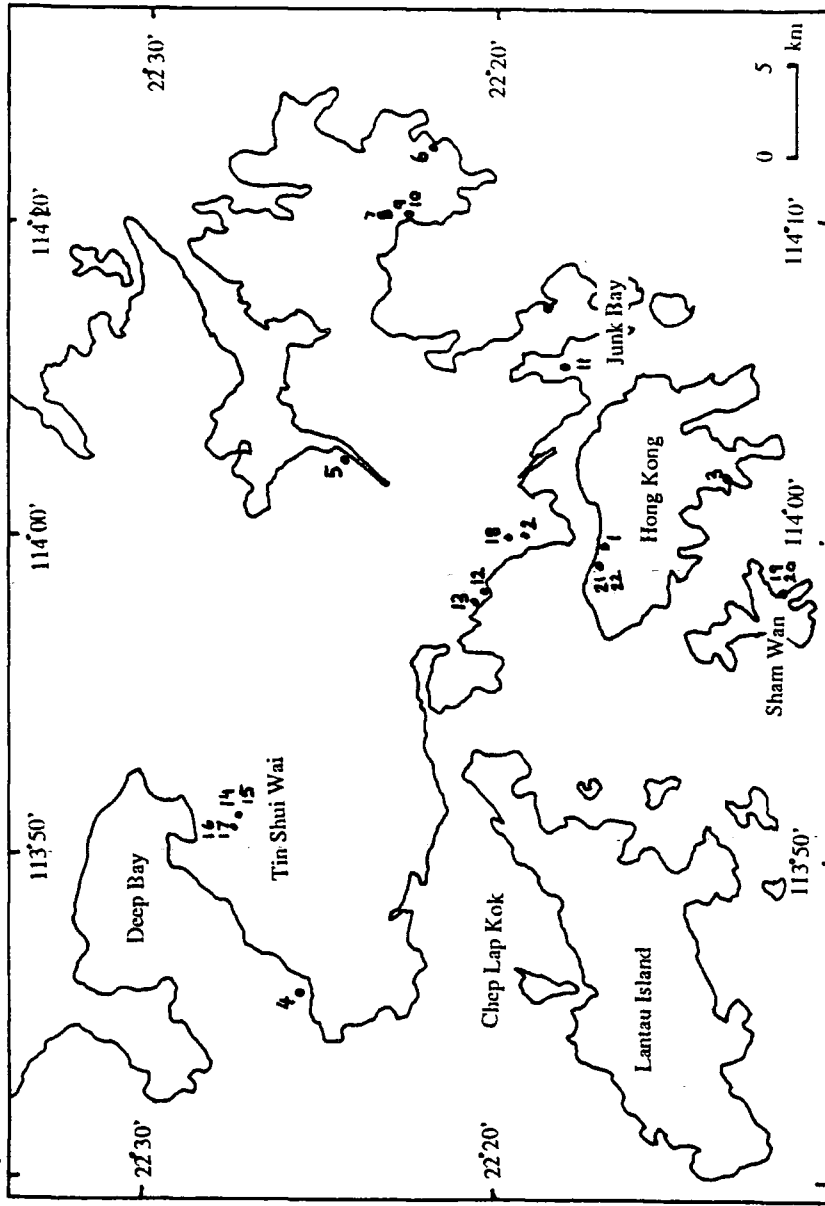 113°50' 114°00' 114°20'
22°30' 22°30'
Deep Bay
16
17 14
15
Tin Shui Wai
4
5
7
8
9
10
6
22°20' 22°20'
Chep Lap Kok
13 12
18
2
11
Junk Bay
21
22
1
Hong Kong
Lantau Island
3
Sham Wan
19
20
0 5
km
113°50' 114°00' 114°10'